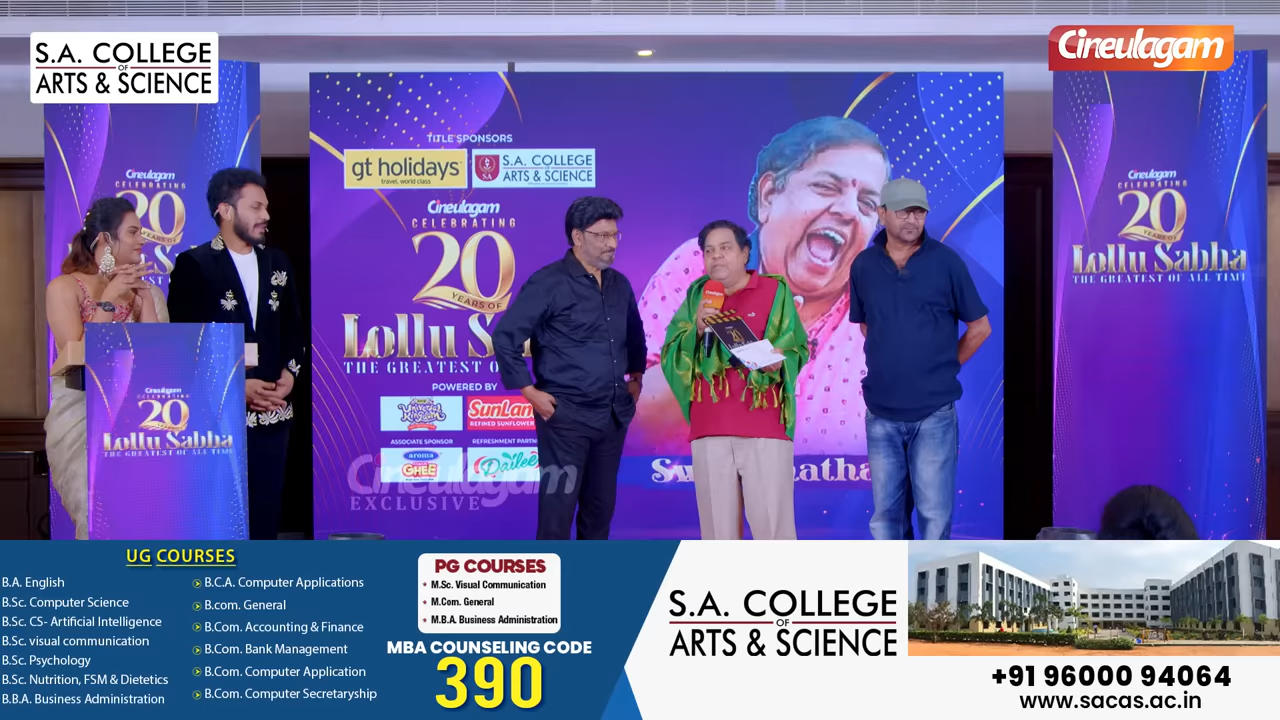 S.A. COLLEGE
OF
ARTS & SCIENCE
Cineulagam
Cineulagam
CELEBRATING
20
YEARS OF
THE GREATEST
TITLE SPONSORS
gt holidays
travel, world class
S.A. COLLEGE
OF
ARTS & SCIENCE
SA
Cineulagam
CELEBRATING
20
YEARS OF
Lollu
THE GREATEST
POWERED BY
Universal
Kingdom
REFINED SUNFLOWER
ASSOCIATE SPONSOR
REFRESHMENT
aroma
GHEE
Dailee
Cineulagam
EXCLUSIVE
Cineulagam
CELEBRATING
20
YEARS OF
Lollu Sabha
THE GREATEST OF ALL TIME
Cineulagam
CELEBRATING
20
Lollu Sabha
THE GREATEST OF ALL TIME
UG COURSES
B.A. English
B.Sc. Computer Science
B.Sc. CS- Artificial Intelligence
B.Sc. visual communication
B.Sc. Psychology
B.Sc. Nutrition, FSM & Dietetics
B.B.A. Business Administration
B.C.A. Computer Applications
B.com. General
B.Com. Accounting & Finance
B.Com. Bank Management
B.Com. Computer Application
B.Com. Computer Secretaryship
PG COURSES
M.Sc. Visual Communication
M.Com. General
M.B.A. Business Administration
MBA COUNSELING CODE
390
S.A. COLLEGE
OF
ARTS & SCIENCE
+91 96000 94064
www.sacas.ac.in